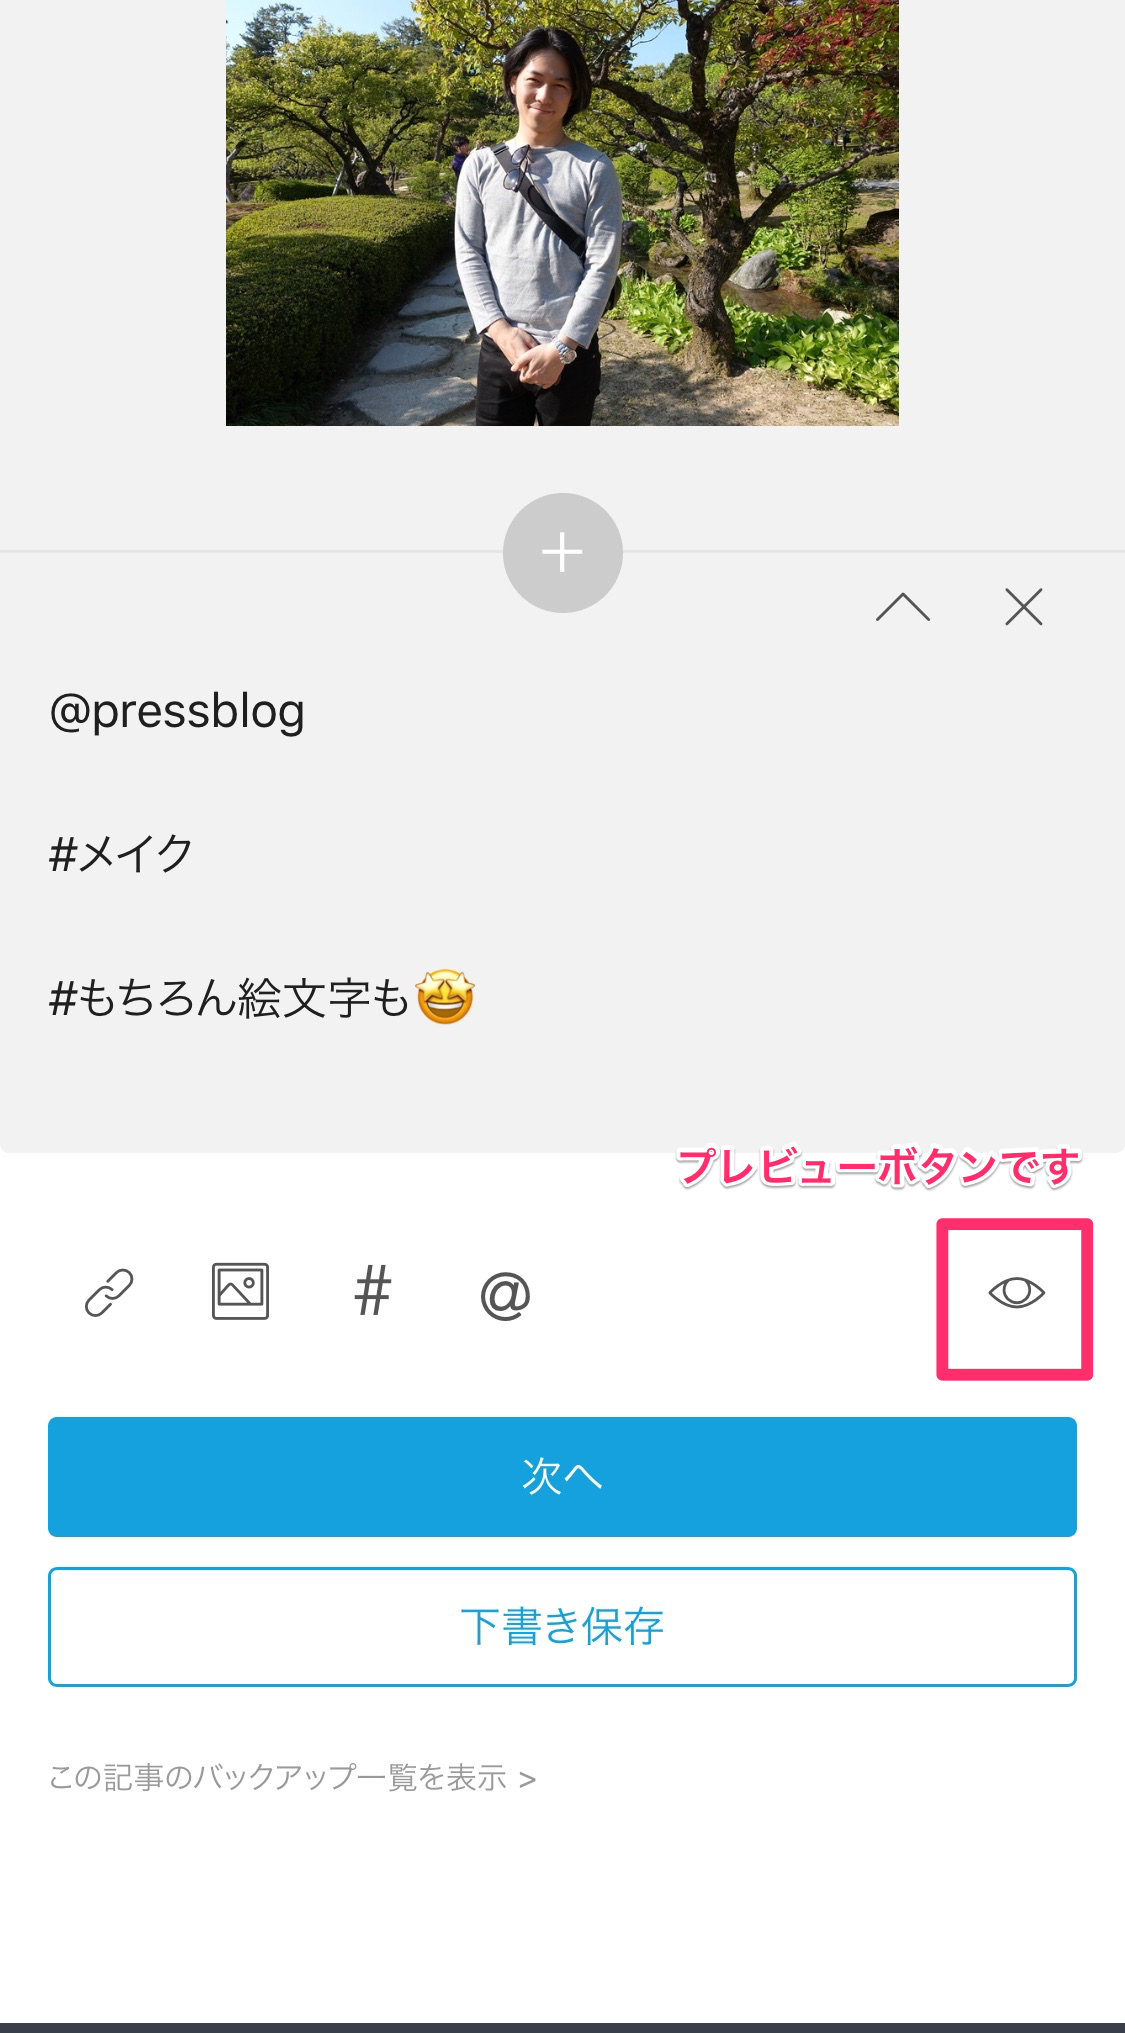 @pressblog
#メイク
#もちろん絵文字も🤩
プレビューボタンです
# @
次へ
下書き保存
この記事のバックアップ一覧を表示 >